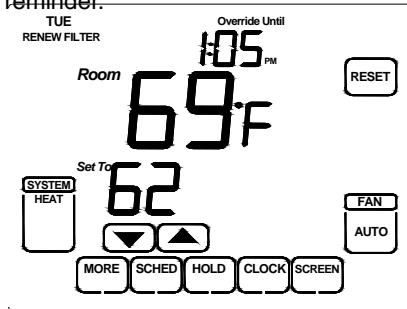 reminder.
TUE
RENEW FILTER
Override Until
1:05 PM
Room
69°F
RESET
Set To
62
SYSTEM
HEAT
FAN
AUTO
MORE SCHED HOLD CLOCK SCREEN